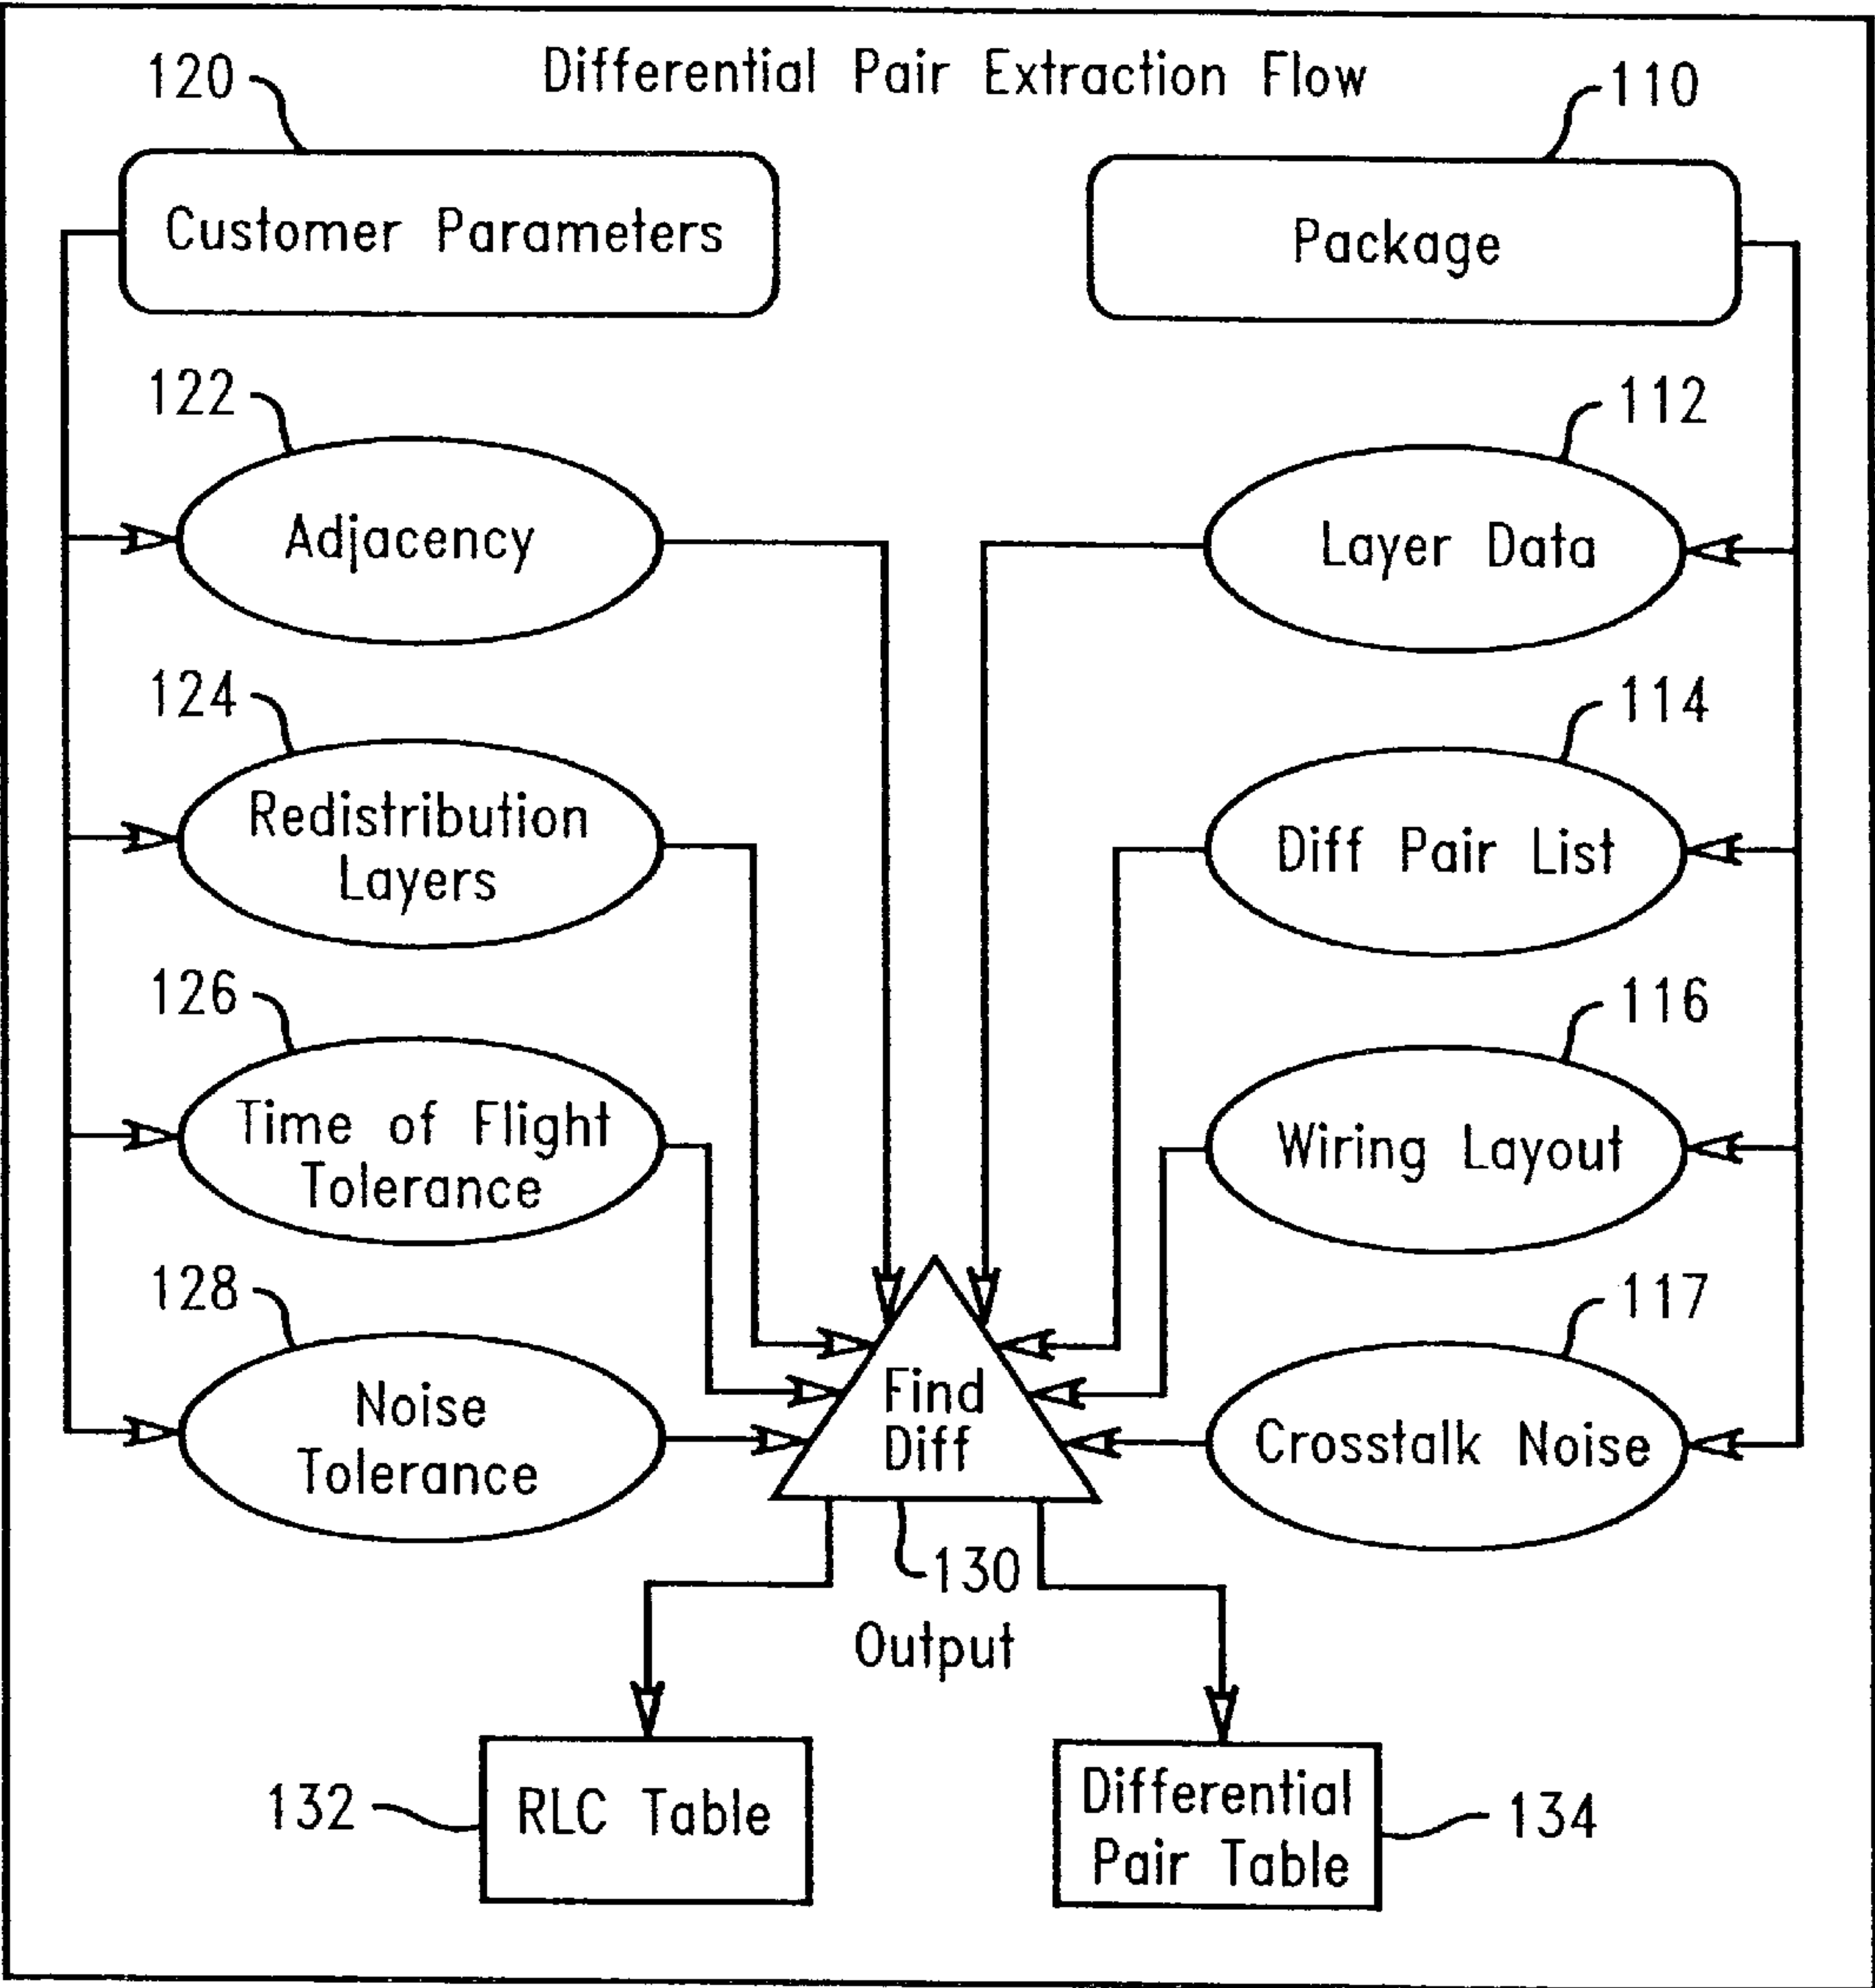 Differential Pair Extraction Flow
120
110
Customer Parameters
Package
122
112
Adjacency
Layer Data
124
114
Redistribution
Layers
Diff Pair List
126
116
Time of Flight
Tolerance
Wiring Layout
128
117
Noise
Tolerance
Find
Diff
Crosstalk Noise
130
Output
132
RLC Table
Differential
Pair Table
134